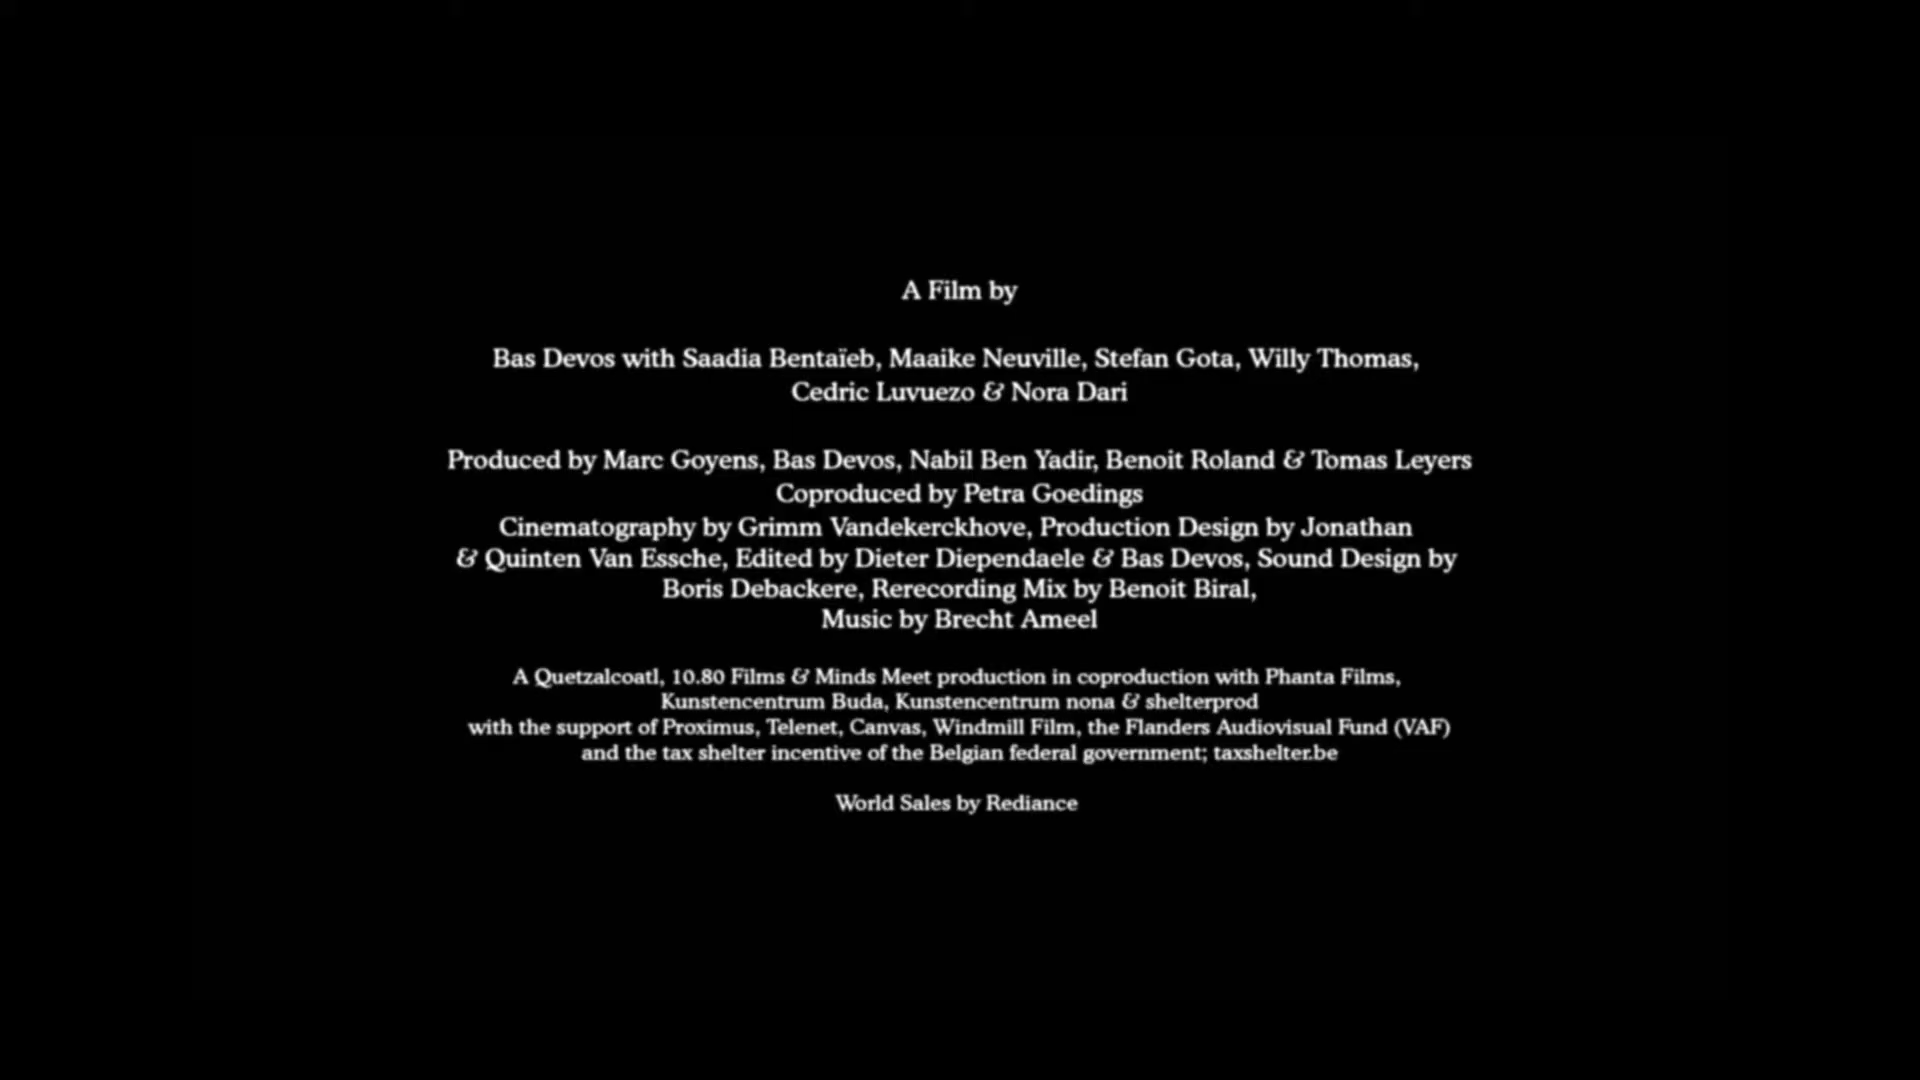 A Film by
Bas Devos with Saadia Bentaïeb, Maaike Neuville, Stefan Gota, Willy Thomas,
Cedric Luvuezo & Nora Dari
Produced by Marc Goyens, Bas Devos, Nabil Ben Yadir, Benoit Roland & Tomas Leyers
Coproduced by Petra Goedings
Cinematography by Grimm Vandekerckhove, Production Design by Jonathan
& Quinten Van Essche, Edited by Dieter Diependaele & Bas Devos, Sound Design by
Boris Debackere, Rerecording Mix by Benoit Biral,
Music by Brecht Ameel
A Quetzalcoatl, 10.80 Films & Minds Meet production in coproduction with Phanta Films,
Kunstencentrum Buda, Kunstencentrum nona & shelterprod
with the support of Proximus, Telenet, Canvas, Windmill Film, the Flanders Audiovisual Fund (VAF)
and the tax shelter incentive of the Belgian federal government; taxshelter.be
World Sales by Rediance